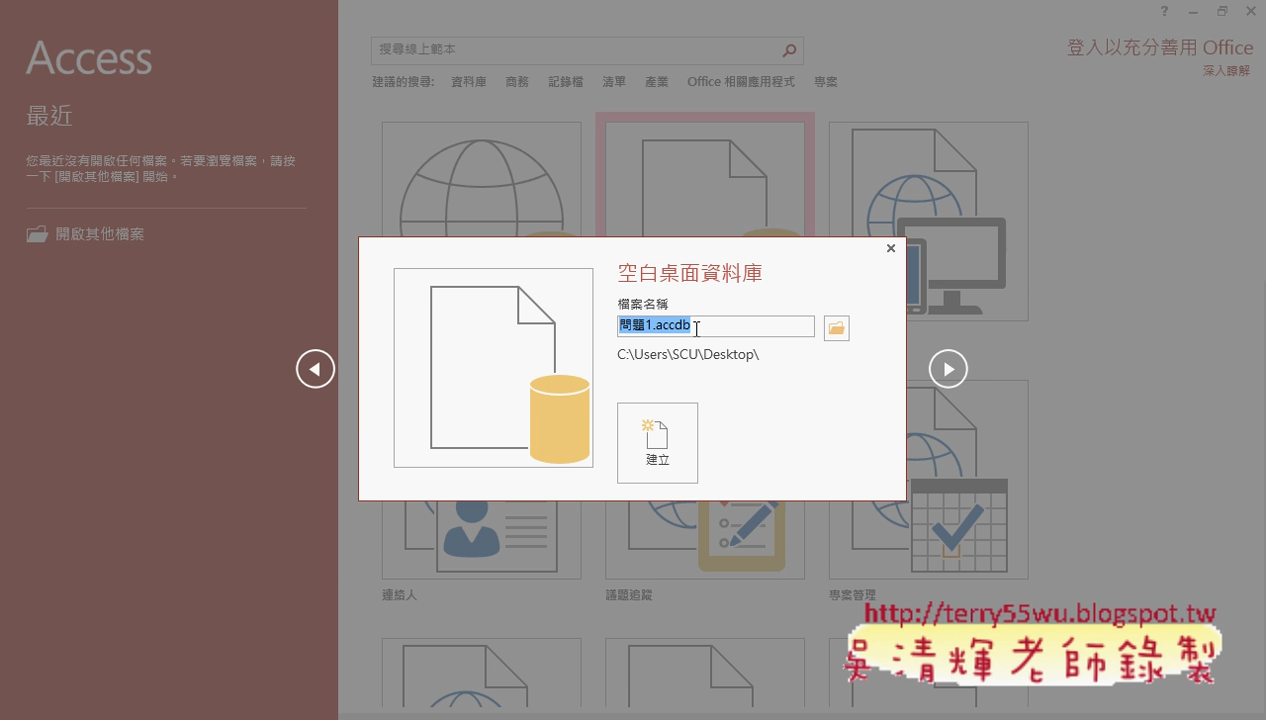 Access
最近
您最近沒有開啟任何檔案。若要瀏覽檔案，請按
一下 [開啟其他檔案] 開始。
開啟其他檔案
?
搜尋線上範本
登入以充分善用 Office
深入瞭解
建議的搜尋: 資料庫 商務 記錄檔 清單 產業 Office 相關應用程式 專案
空白桌面資料庫
檔案名稱
問題1.accdb
C:\Users\SCU\Desktop\
建立
連絡人
議題追蹤
專案管理
http://terry55wu.blogspot.tw
吳清輝老師錄製